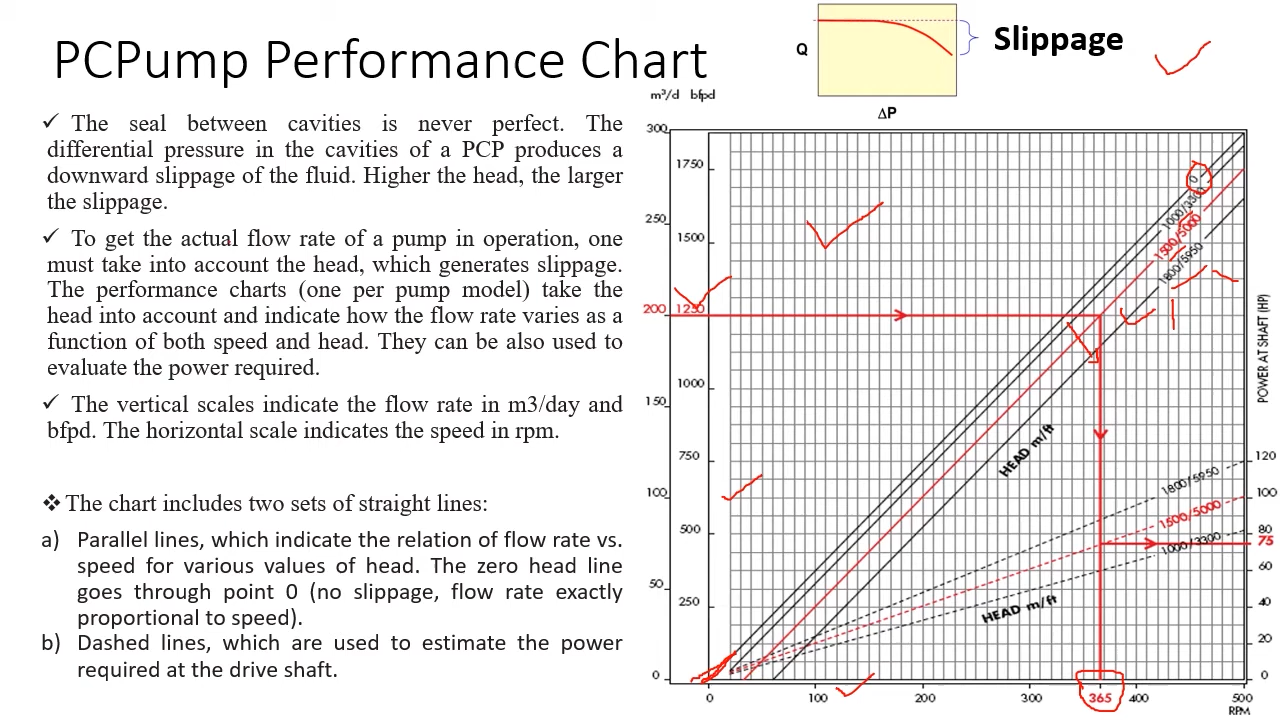 PCPump Performance Chart
Q
Slippage
ΔP
✓ The seal between cavities is never perfect. The
differential pressure in the cavities of a PCP produces a
downward slippage of the fluid. Higher the head, the larger
the slippage.
✓ To get the actual flow rate of a pump in operation, one
must take into account the head, which generates slippage.
The performance charts (one per pump model) take the
head into account and indicate how the flow rate varies as a
function of both speed and head. They can be also used to
evaluate the power required.
✓ The vertical scales indicate the flow rate in m3/day and
bfpd. The horizontal scale indicates the speed in rpm.
❖ The chart includes two sets of straight lines:
a) Parallel lines, which indicate the relation of flow rate vs.
speed for various values of head. The zero head line
goes through point 0 (no slippage, flow rate exactly
proportional to speed).
b) Dashed lines, which are used to estimate the power
required at the drive shaft.
m³/d bfpd
300
1750
250
1500
200 1250
1000
150
750
100
500
50
250
0
0
1000/3300
1500/5000
1800/5950
HEAD m/ft
1800/5950
1500/5000
1000/3300
HEAD m/ft
POWER AT SHAFT (HP)
120
100
80
75
60
40
20
0
0 100 200 300 365 400 500
RPM